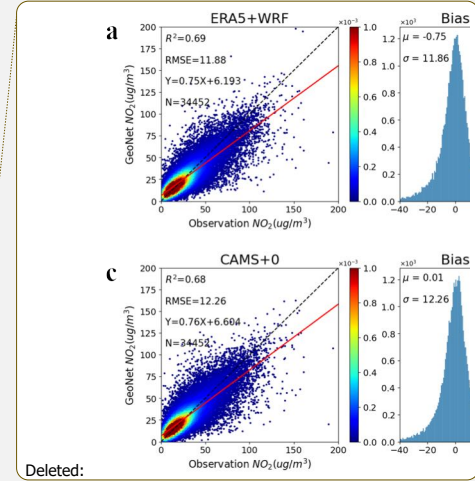 a
ERA5+WRF
Bias
R²=0.69
RMSE=11.88
Y=0.75X+6.193
N=34452
GeoNet NO₂(ug/m³)
200
175
150
125
100
75
50
25
0
0 50 100 150 200
Observation NO₂(ug/m³)
×10⁻³
1.0
0.8
0.6
0.4
0.2
0.0
×10³
μ = -0.75
σ = 11.86
1.2
1.0
0.8
0.6
0.4
0.2
0.0
-40 -20 0
c
CAMS+0
Bias
R²=0.68
RMSE=12.26
Y=0.76X+6.604
N=34452
GeoNet NO₂(ug/m³)
200
175
150
125
100
75
50
25
0
0 50 100 150 200
Observation NO₂(ug/m³)
×10⁻³
1.0
0.8
0.6
0.4
0.2
0.0
×10³
μ = 0.01
σ = 12.26
1.2
1.0
0.8
0.6
0.4
0.2
0.0
-40 -20 0
Deleted: